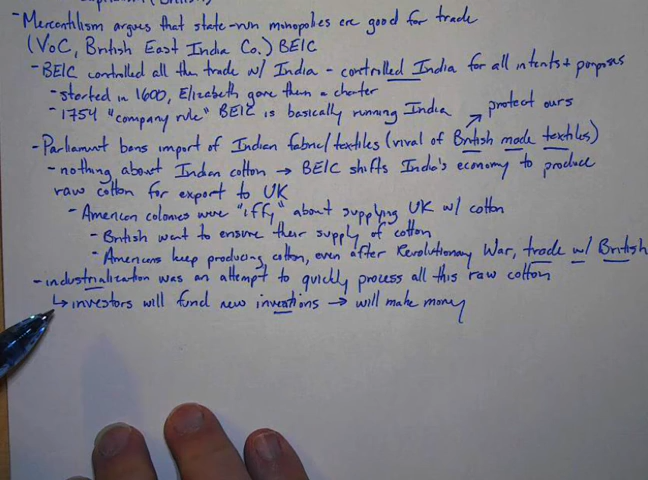 (British)
-Mercantilism argues that state-run monopolies are good for trade
(VoC, British East India Co.) BEIC
-BEIC controlled all the trade w/ India - controlled India for all intents + purposes
-started in 1600, Elizabeth gave them a charter
-1754 "company rule" BEIC is basically running India
protect ours
-Parliament bans import of Indian fabric/textiles (rival of British made textiles)
-nothing about Indian cotton → BEIC shifts India's economy to produce
raw cotton for export to UK
-American colonies were "iffy" about supplying UK w/ cotton
-British want to ensure their supply of cotton
-Americans keep producing cotton, even after Revolutionary War, trade w/ British
-industrialization was an attempt to quickly process all this raw cotton
↳ investors will fund new inventions → will make money